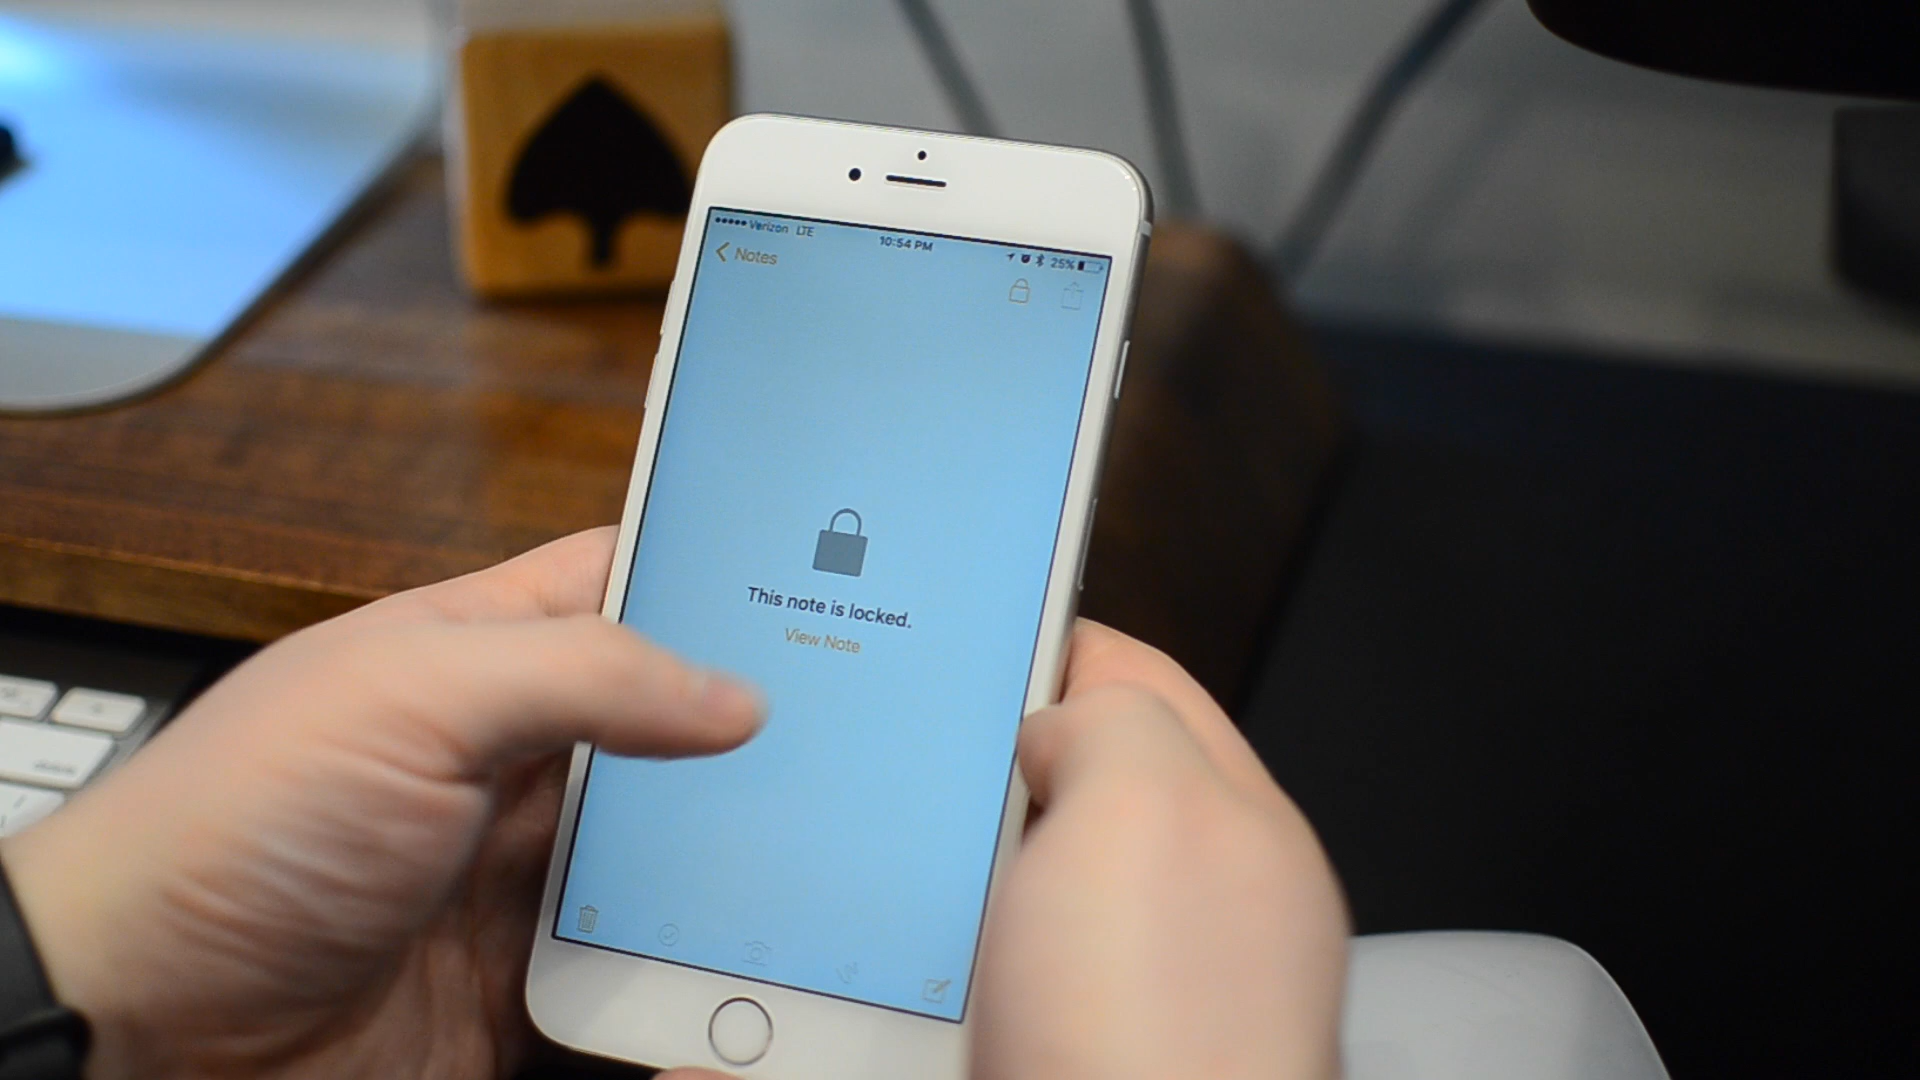 ●●●●● Verizon LTE 10:54 PM 25%
Notes
This note is locked.
View Note